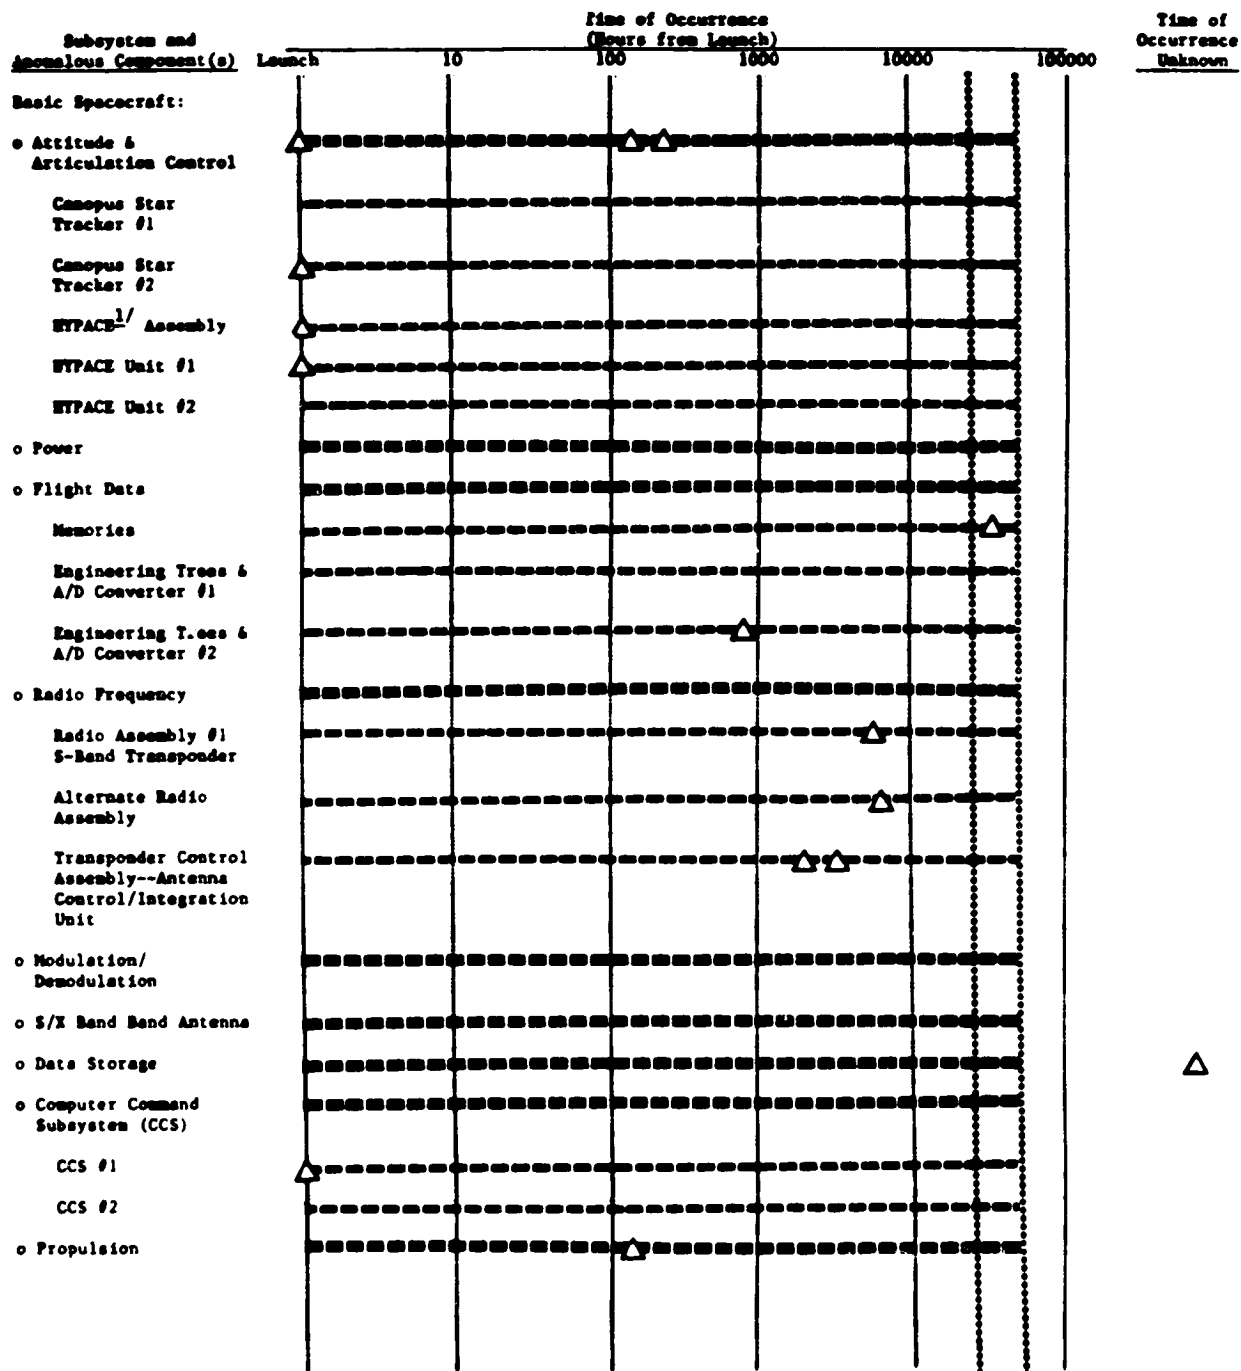 Time of Occurrence
(Hours from Launch)
Time of
Occurrence
Unknown
Subsystem and
Anomalous Component(s)
Launch 10 100 1000 10000 100000
Basic Spacecraft:
o Attitude &
Articulation Control
Canopus Star
Tracker #1
Canopus Star
Tracker #2
HYPACE 1/ Assembly
HYPACE Unit #1
HYPACE Unit #2
o Power
o Flight Data
Memories
Engineering Trees &
A/D Converter #1
Engineering T.ees &
A/D Converter #2
o Radio Frequency
Radio Assembly #1
S-Band Transponder
Alternate Radio
Assembly
Transponder Control
Assembly--Antenna
Control/Integration
Unit
o Modulation/
Demodulation
o S/X Band Band Antenna
o Data Storage
o Computer Command
Subsystem (CCS)
CCS #1
CCS #2
o Propulsion